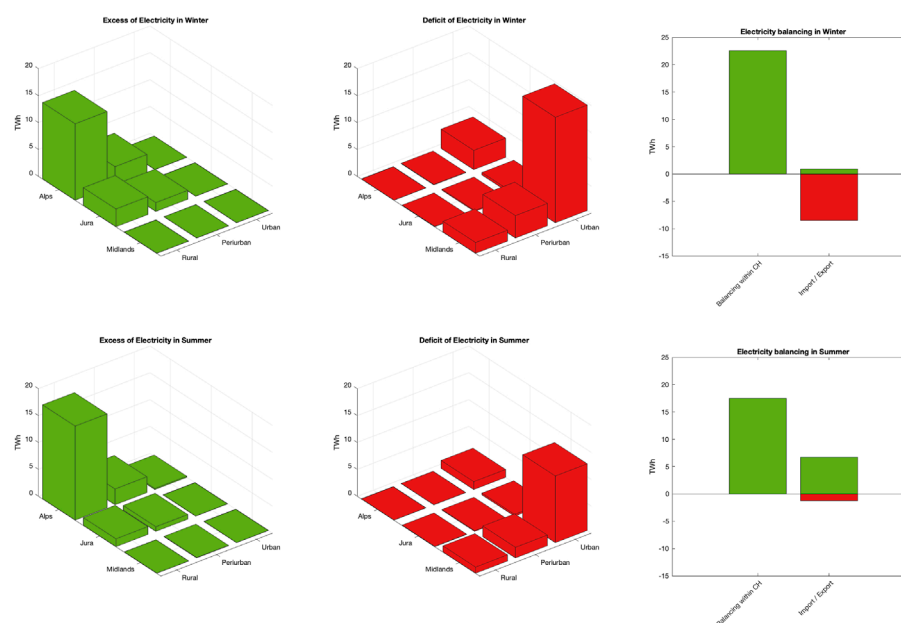 Excess of Electricity in Winter
20
15
10
5
0
TWh
Alps
Jura
Midlands
Rural
Periurban
Urban
Deficit of Electricity in Winter
20
15
10
5
0
TWh
Alps
Jura
Midlands
Rural
Periurban
Urban
Electricity balancing in Winter
25
20
15
10
5
0
-5
-10
-15
TWh
Balancing within CH
Import / Export
Excess of Electricity in Summer
20
15
10
5
0
TWh
Alps
Jura
Midlands
Rural
Periurban
Urban
Deficit of Electricity in Summer
20
15
10
5
0
TWh
Alps
Jura
Midlands
Rural
Periurban
Urban
Electricity balancing in Summer
25
20
15
10
5
0
-5
-10
-15
TWh
Balancing within CH
Import / Export